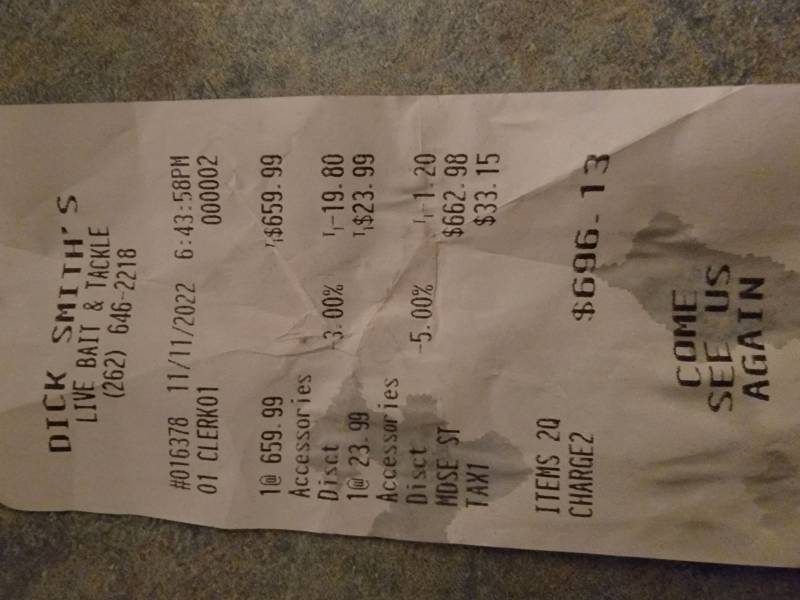 DICK SMITH'S
LIVE BAIT & TACKLE
(262) 646-2218
#016378 11/11/2022 6:43:58PM
01 CLERK01 000002
1@ 659.99 T₁$659.99
Accessories
Disct -3.00% T₁-19.80
1@ 23.99 T₁$23.99
Accessories
Disct -5.00% T₁-1.20
MDSE ST $662.98
TAX1 $33.15
ITEMS 2Q
CHARGE2 $696.13
COME
SEE US
AGAIN